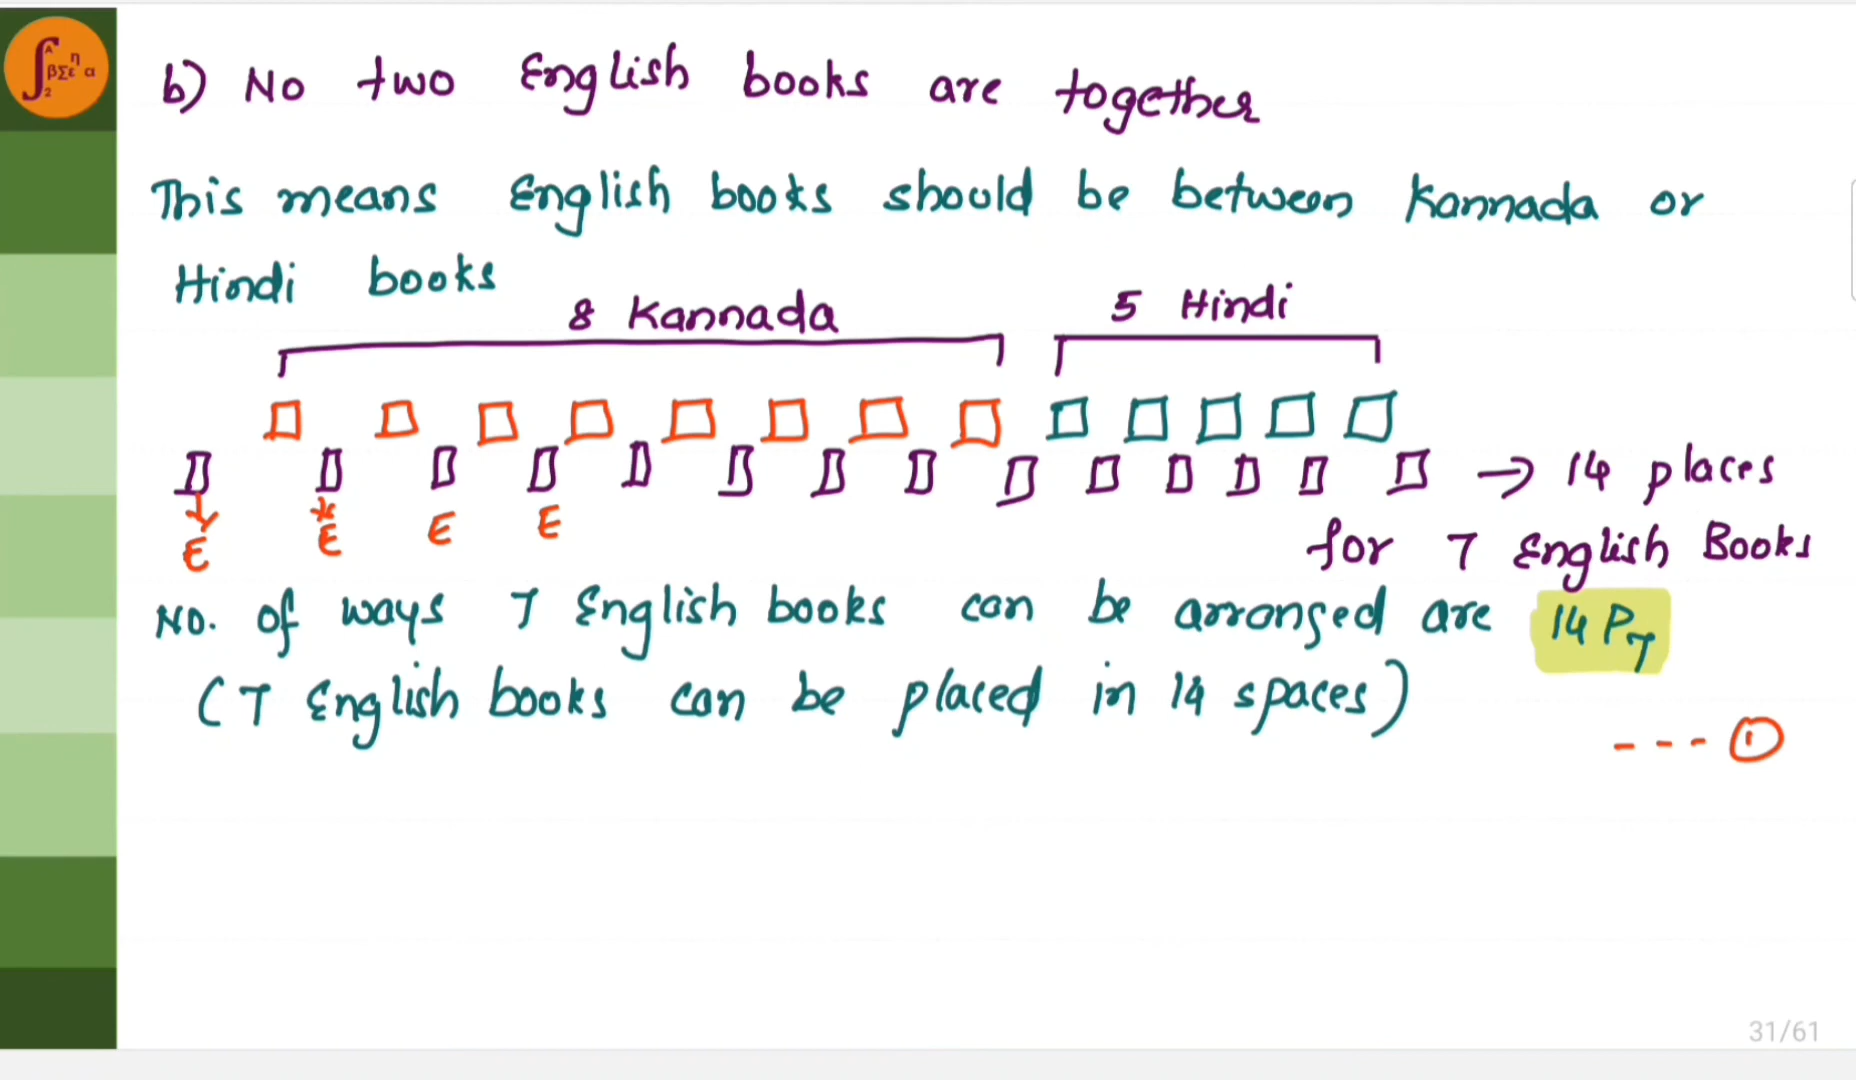 b) No two English books are together
This means English books should be between Kannada or
Hindi books
8 Kannada 5 Hindi
→ 14 places
E E E E
for 7 English Books
No. of ways 7 English books can be arranged are 14 P7
(7 English books can be placed in 14 spaces)
---①
31/61